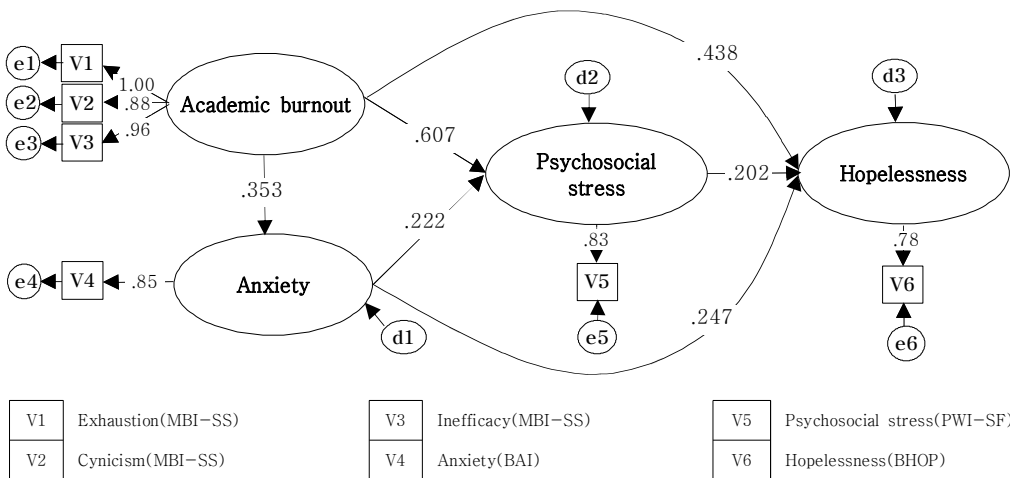 e1 V1
e2 V2
e3 V3
1.00
.88
.96
Academic burnout
.438
d2
d3
.607
Psychosocial
stress
.202
Hopelessness
.353
.222
e4 V4 .85
Anxiety
d1
.83
V5
e5
.78
V6
e6
.247
V1 Exhaustion(MBI-SS)
V2 Cynicism(MBI-SS)
V3 Inefficacy(MBI-SS)
V4 Anxiety(BAI)
V5 Psychosocial stress(PWI-SF)
V6 Hopelessness(BHOP)